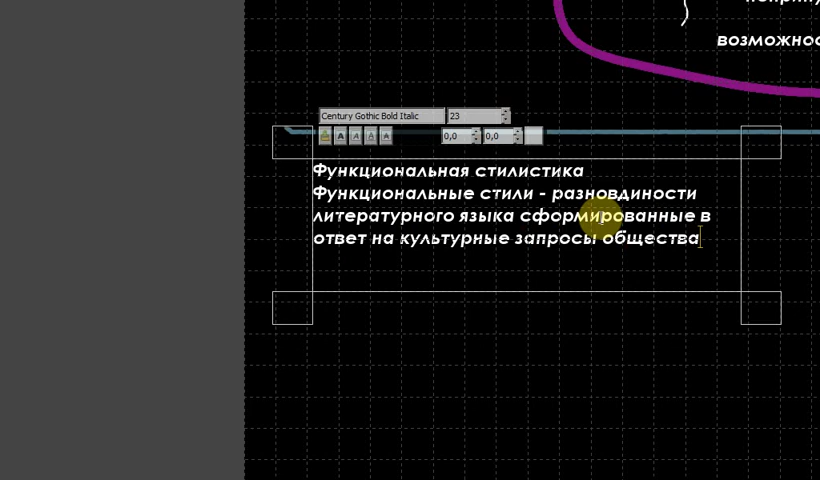 попри
возможно
Century Gothic Bold Italic 23
A A A A 0,0 0,0
Функциональная стилистика
Функциональные стили - разновдиности
литературного языка сформированные в
ответ на культурные запросы общества